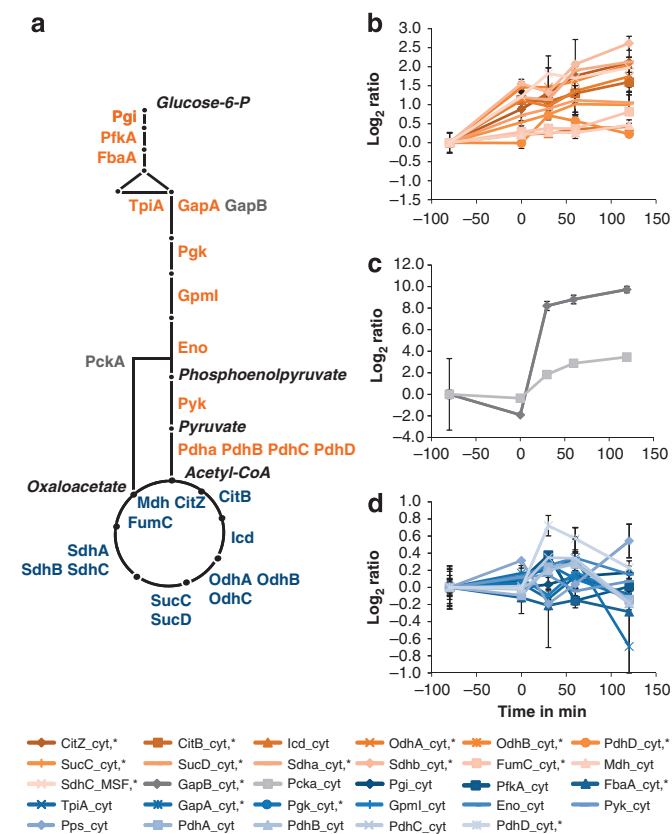 a
Glucose-6-P
Pgi
PfkA
FbaA
TpiA GapA GapB
Pgk
GpmI
Eno
PckA
Phosphoenolpyruvate
Pyk
Pyruvate
Pdha PdhB PdhC PdhD
Acetyl-CoA
Oxaloacetate
Mdh CitZ CitB
FumC
Icd
SdhA
SdhB SdhC
OdhA OdhB
OdhC
SucC
SucD
b
Log2 ratio
3.0
2.5
2.0
1.5
1.0
0.5
0.0
–0.5
–1.0
–1.5
–100 –50 0 50 100 150
c
Log2 ratio
12.0
10.0
8.0
6.0
4.0
2.0
0.0
–2.0
–4.0
–100 –50 0 50 100 150
d
Log2 ratio
1.0
0.8
0.6
0.4
0.2
0.0
–0.2
–0.4
–0.6
–0.8
–1.0
–100 –50 0 50 100 150
Time in min
CitZ_cyt,* CitB_cyt,* Icd_cyt OdhA_cyt,* OdhB_cyt,* PdhD_cyt,*
SucC_cyt,* SucD_cyt,* Sdha_cyt,* Sdhb_cyt,* FumC_cyt,* Mdh_cyt
SdhC_MSF,* GapB_cyt,* Pcka_cyt Pgi_cyt PfkA_cyt FbaA_cyt,*
TpiA_cyt GapA_cyt,* Pgk_cyt,* GpmI_cyt Eno_cyt Pyk_cyt
Pps_cyt PdhA_cyt PdhB_cyt PdhC_cyt PdhD_cyt,*